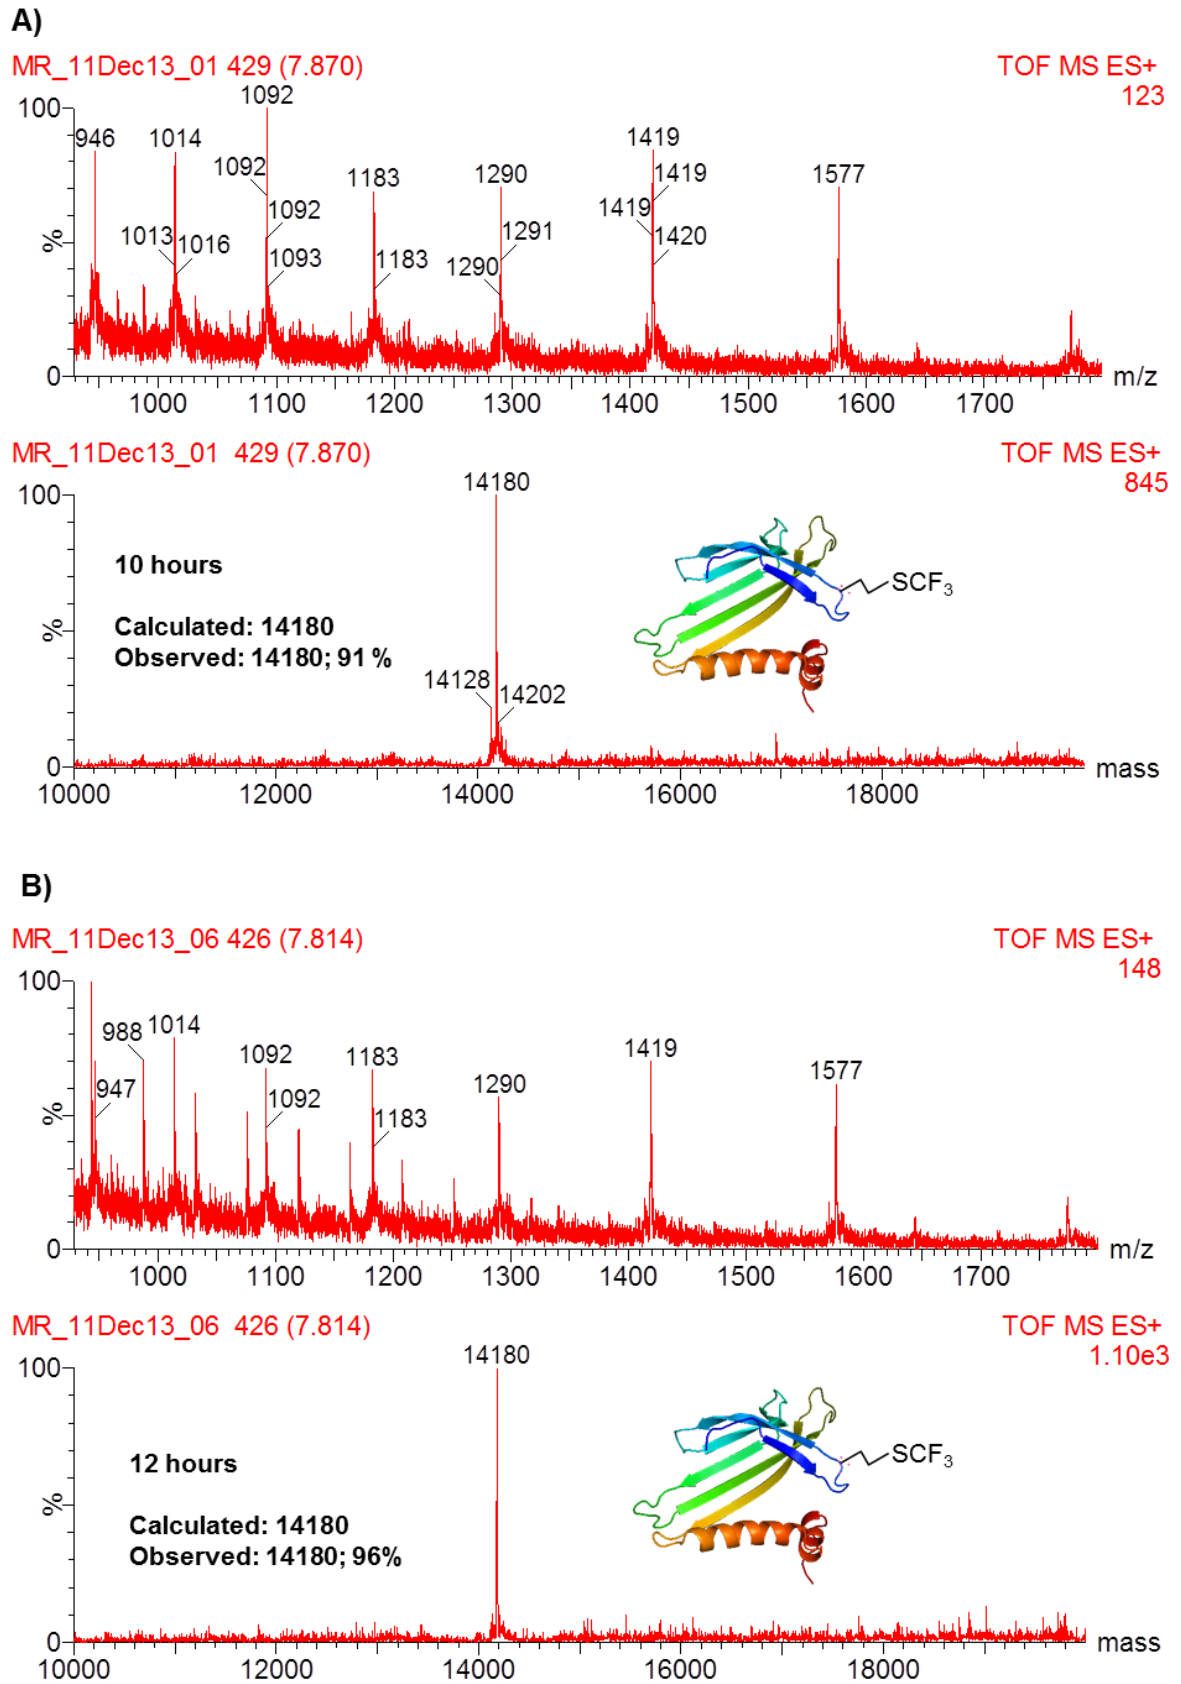 A)
MR_11Dec13_01 429 (7.870)
TOF MS ES+
123
100
%
0
946
1014
1013
1016
1092
1092
1092
1093
1183
1183
1290
1291
1290
1419
1419
1419
1420
1577
1000 1100 1200 1300 1400 1500 1600 1700
m/z
MR_11Dec13_01 429 (7.870)
TOF MS ES+
845
100
%
0
14180
14128
14202
10 hours
Calculated: 14180
Observed: 14180; 91 %
SCF3
10000 12000 14000 16000 18000
mass
B)
MR_11Dec13_06 426 (7.814)
TOF MS ES+
148
100
%
0
988
1014
947
1092
1092
1183
1183
1290
1419
1577
1000 1100 1200 1300 1400 1500 1600 1700
m/z
MR_11Dec13_06 426 (7.814)
TOF MS ES+
1.10e3
100
%
0
14180
12 hours
Calculated: 14180
Observed: 14180; 96%
SCF3
10000 12000 14000 16000 18000
mass